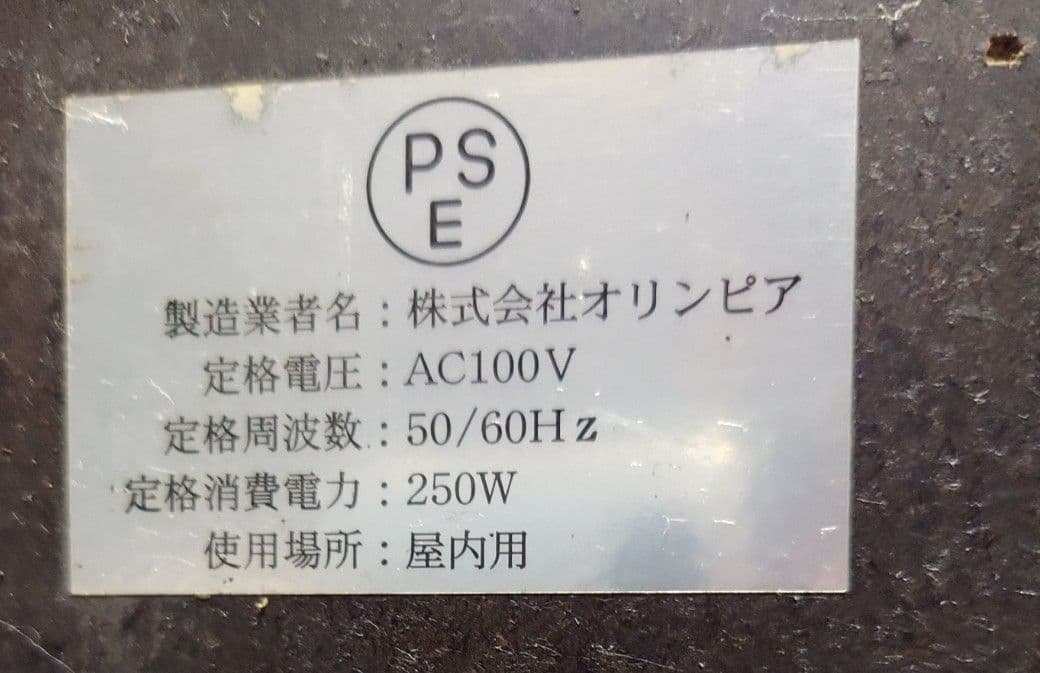 PS
E
製造業者名：株式会社オリンピア
定格電圧：AC100V
定格周波数：50/60Hz
定格消費電力：250W
使用場所：屋内用